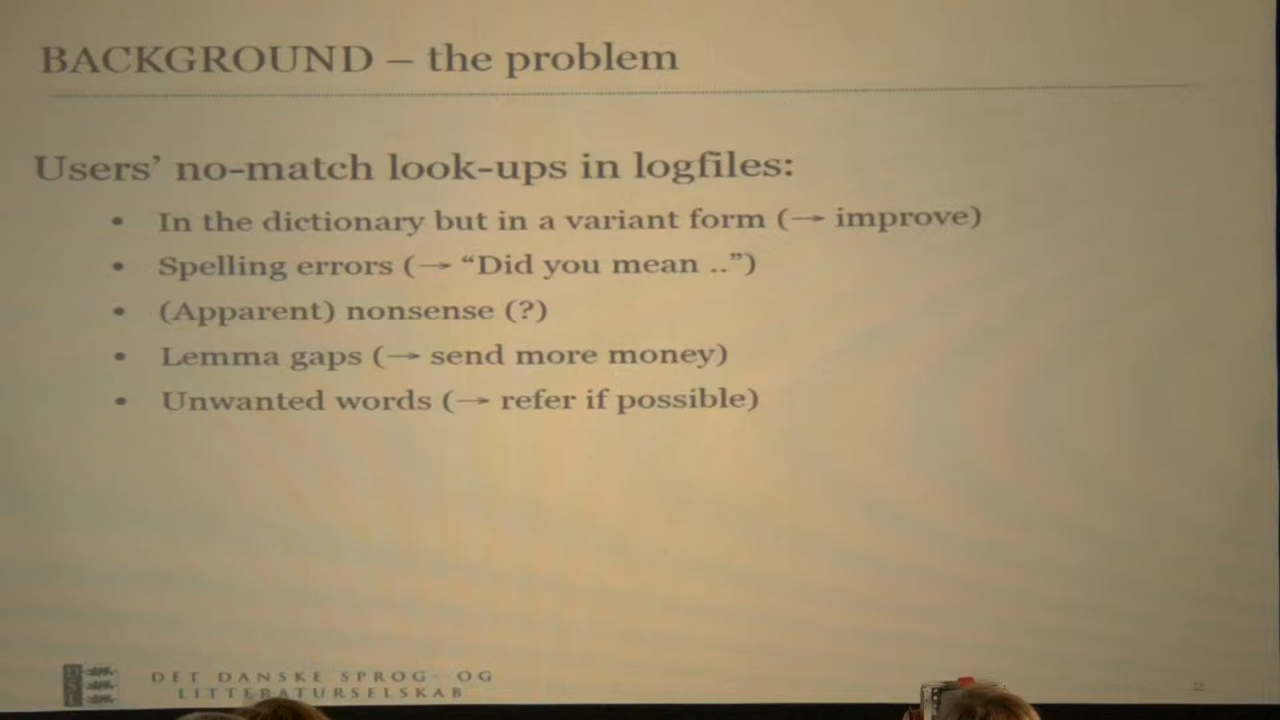 BACKGROUND – the problem
Users’ no-match look-ups in logfiles:
• In the dictionary but in a variant form (→ improve)
• Spelling errors (→ “Did you mean ..”)
• (Apparent) nonsense (?)
• Lemma gaps (→ send more money)
• Unwanted words (→ refer if possible)
DSL
DET DANSKE SPROG- OG
LITTERATURSELSKAB